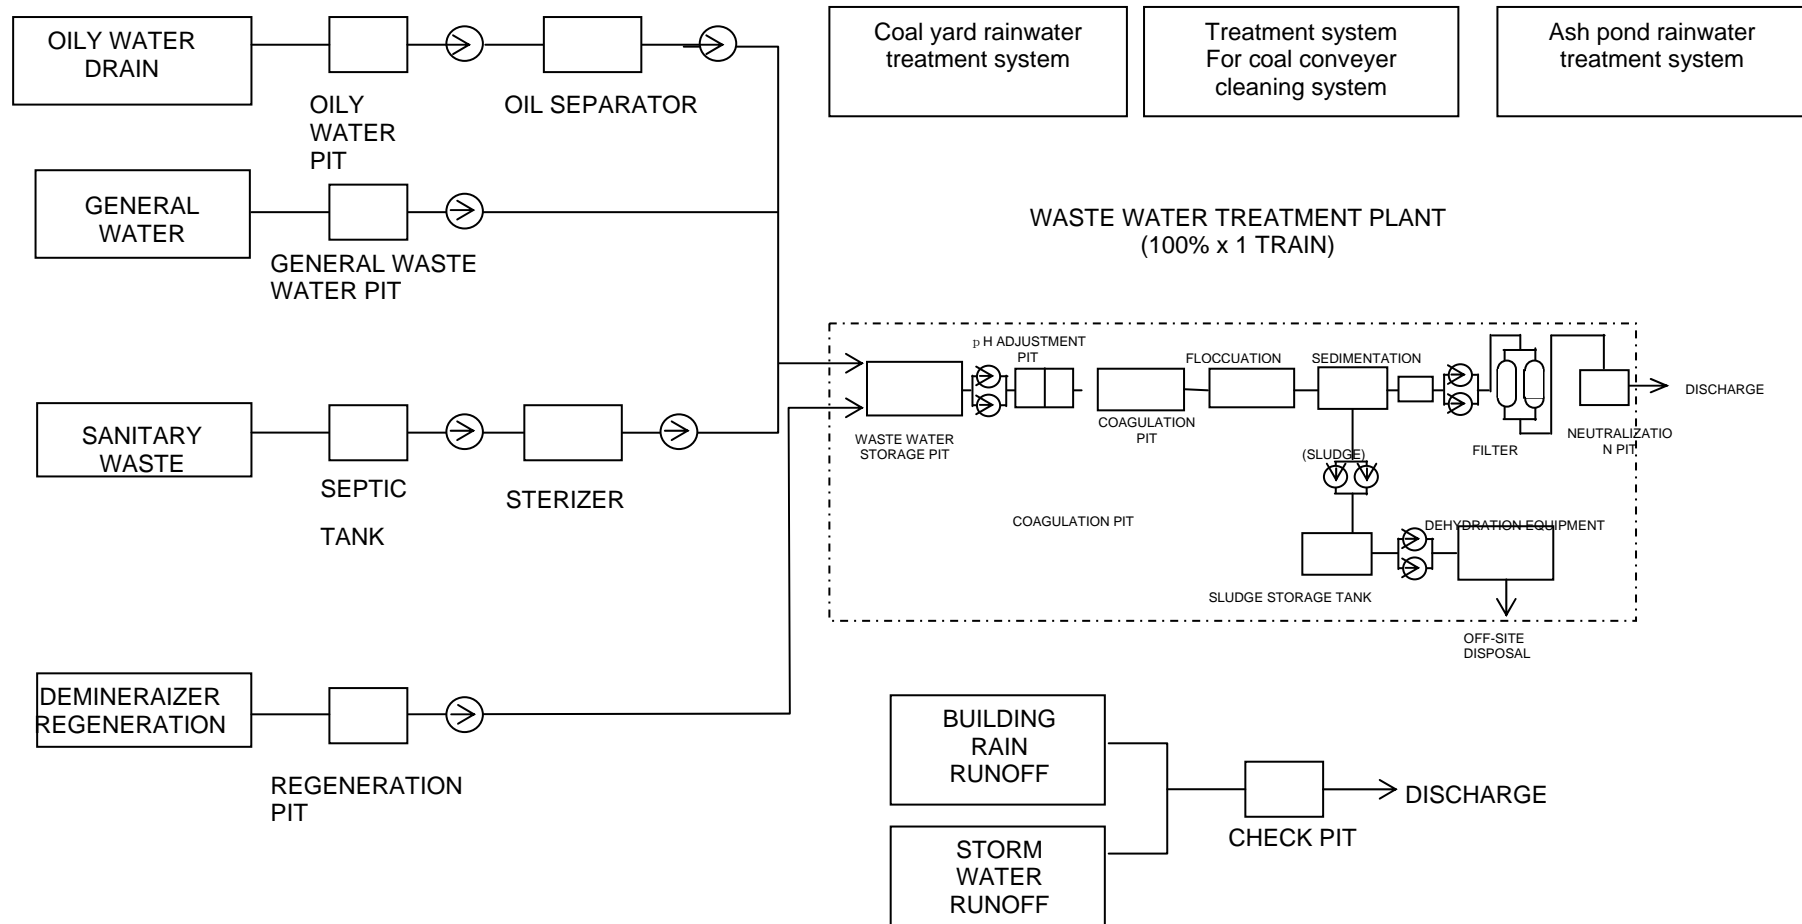 OILY WATER
DRAIN
OILY
WATER
PIT
OIL SEPARATOR
Coal yard rainwater
treatment system
Treatment system
For coal conveyer
cleaning system
Ash pond rainwater
treatment system
GENERAL
WATER
GENERAL WASTE
WATER PIT
WASTE WATER TREATMENT PLANT
(100% x 1 TRAIN)
pH ADJUSTMENT
PIT
FLOCCUATION
SEDIMENTATION
DISCHARGE
WASTE WATER
STORAGE PIT
COAGULATION
PIT
(SLUDGE)
FILTER
NEUTRALIZATIO
N PIT
SANITARY
WASTE
SEPTIC
TANK
STERIZER
COAGULATION PIT
DEHYDRATION EQUIPMENT
SLUDGE STORAGE TANK
OFF-SITE
DISPOSAL
DEMINERAIZER
REGENERATION
REGENERATION
PIT
BUILDING
RAIN
RUNOFF
STORM
WATER
RUNOFF
CHECK PIT
DISCHARGE